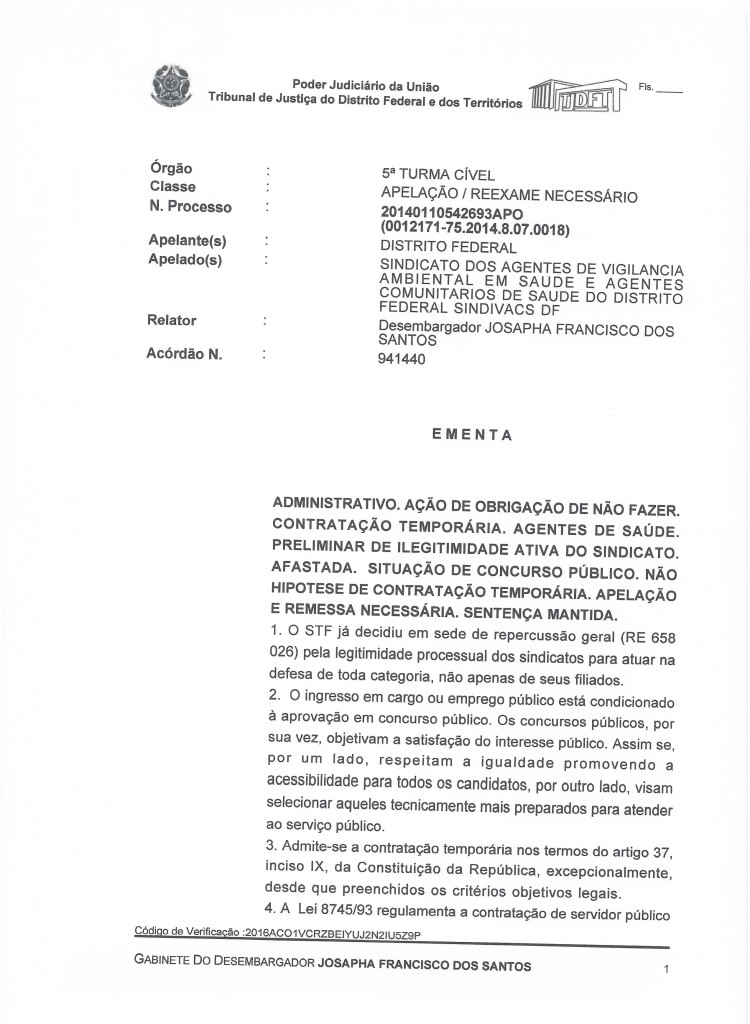 Poder Judiciário da União
Tribunal de Justiça do Distrito Federal e dos Territórios
TJDFT
Fls. ____
Órgão : 5ª TURMA CÍVEL
Classe : APELAÇÃO / REEXAME NECESSÁRIO
N. Processo : 20140110542693APO
(0012171-75.2014.8.07.0018)
Apelante(s) : DISTRITO FEDERAL
Apelado(s) : SINDICATO DOS AGENTES DE VIGILANCIA
AMBIENTAL EM SAUDE E AGENTES
COMUNITARIOS DE SAUDE DO DISTRITO
FEDERAL SINDIVACS DF
Relator : Desembargador JOSAPHA FRANCISCO DOS
SANTOS
Acórdão N. : 941440
E M E N T A
ADMINISTRATIVO. AÇÃO DE OBRIGAÇÃO DE NÃO FAZER.
CONTRATAÇÃO TEMPORÁRIA. AGENTES DE SAÚDE.
PRELIMINAR DE ILEGITIMIDADE ATIVA DO SINDICATO.
AFASTADA. SITUAÇÃO DE CONCURSO PÚBLICO. NÃO
HIPOTESE DE CONTRATAÇÃO TEMPORÁRIA. APELAÇÃO
E REMESSA NECESSÁRIA. SENTENÇA MANTIDA.
1. O STF já decidiu em sede de repercussão geral (RE 658
026) pela legitimidade processual dos sindicatos para atuar na
defesa de toda categoria, não apenas de seus filiados.
2. O ingresso em cargo ou emprego público está condicionado
à aprovação em concurso público. Os concursos públicos, por
sua vez, objetivam a satisfação do interesse público. Assim se,
por um lado, respeitam a igualdade promovendo a
acessibilidade para todos os candidatos, por outro lado, visam
selecionar aqueles tecnicamente mais preparados para atender
ao serviço público.
3. Admite-se a contratação temporária nos termos do artigo 37,
inciso IX, da Constituição da República, excepcionalmente,
desde que preenchidos os critérios objetivos legais.
4. A Lei 8745/93 regulamenta a contratação de servidor público
Código de Verificação :2016ACO1VCRZBEIYUJ2N2IU5Z9P
GABINETE DO DESEMBARGADOR JOSAPHA FRANCISCO DOS SANTOS 1